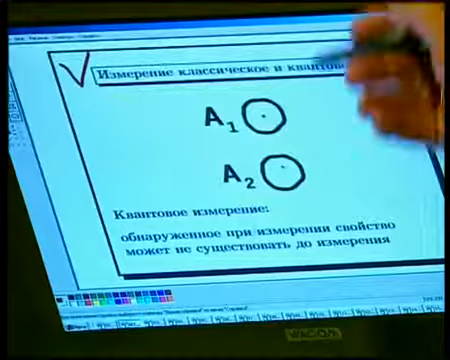 Измерение классическое и квантов
A1
A2
Квантовое измерение:
обнаруженное при измерении свойство
может не существовать до измерения
WACOM